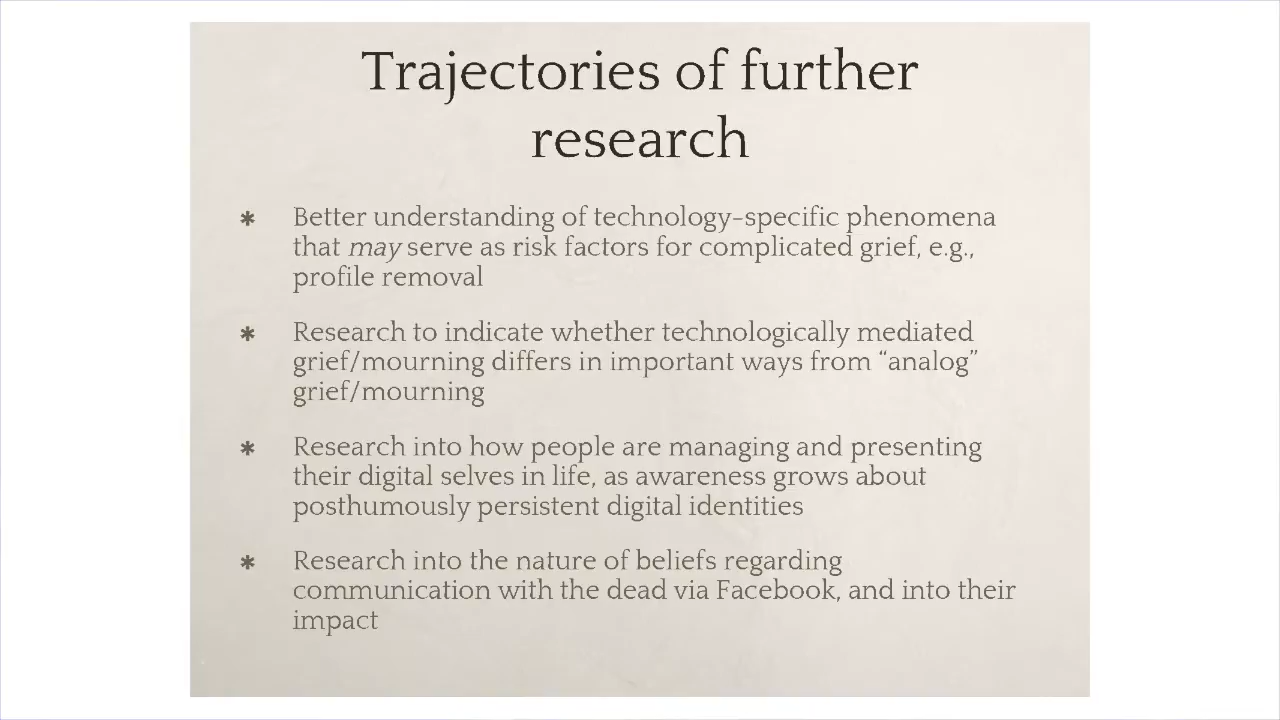 Trajectories of further
research
* Better understanding of technology-specific phenomena
that may serve as risk factors for complicated grief, e.g.,
profile removal
* Research to indicate whether technologically mediated
grief/mourning differs in important ways from “analog”
grief/mourning
* Research into how people are managing and presenting
their digital selves in life, as awareness grows about
posthumously persistent digital identities
* Research into the nature of beliefs regarding
communication with the dead via Facebook, and into their
impact